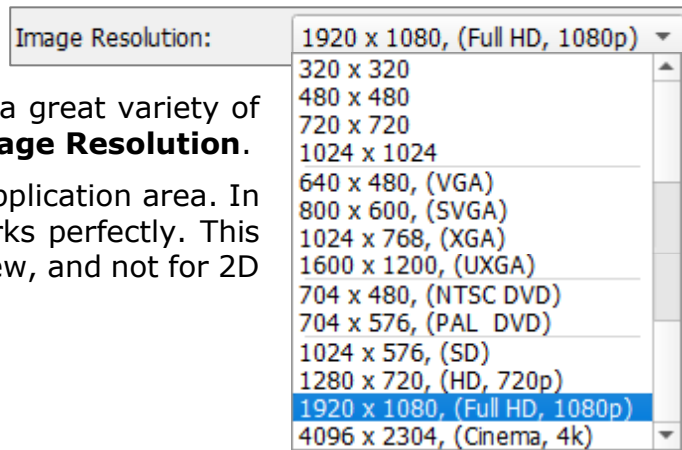 Image Resolution:
1920 x 1080, (Full HD, 1080p)
320 x 320
480 x 480
720 x 720
1024 x 1024
640 x 480, (VGA)
800 x 600, (SVGA)
1024 x 768, (XGA)
1600 x 1200, (UXGA)
704 x 480, (NTSC DVD)
704 x 576, (PAL  DVD)
1024 x 576, (SD)
1280 x 720, (HD, 720p)
1920 x 1080, (Full HD, 1080p)
4096 x 2304, (Cinema, 4k)
a great variety of
age Resolution.
plication area. In
ks perfectly. This
ew, and not for 2D